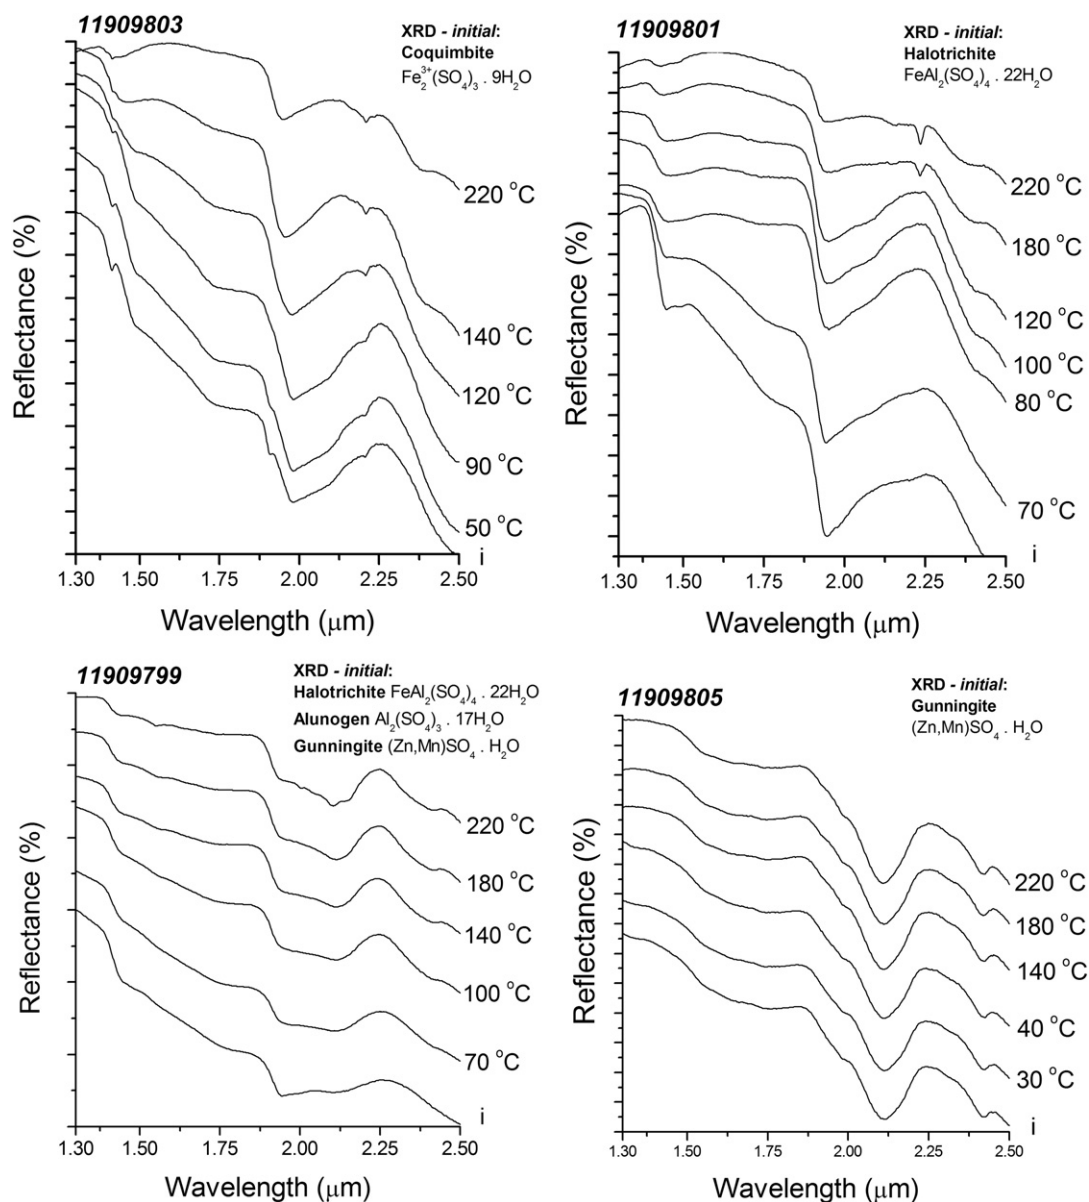 11909803
XRD - initial:
Coquimbite
Fe₂³⁺(SO₄)₃ . 9H₂O
220 °C
140 °C
120 °C
90 °C
50 °C
i
Reflectance (%)
1.30 1.50 1.75 2.00 2.25 2.50
Wavelength (μm)
11909801
XRD - initial:
Halotrichite
FeAl₂(SO₄)₄ . 22H₂O
220 °C
180 °C
120 °C
100 °C
80 °C
70 °C
i
Reflectance (%)
1.30 1.50 1.75 2.00 2.25 2.50
Wavelength (μm)
11909799
XRD - initial:
Halotrichite FeAl₂(SO₄)₄ . 22H₂O
Alunogen Al₂(SO₄)₃ . 17H₂O
Gunningite (Zn,Mn)SO₄ . H₂O
220 °C
180 °C
140 °C
100 °C
70 °C
i
Reflectance (%)
1.30 1.50 1.75 2.00 2.25 2.50
Wavelength (μm)
11909805
XRD - initial:
Gunningite
(Zn,Mn)SO₄ . H₂O
220 °C
180 °C
140 °C
40 °C
30 °C
i
Reflectance (%)
1.30 1.50 1.75 2.00 2.25 2.50
Wavelength (μm)